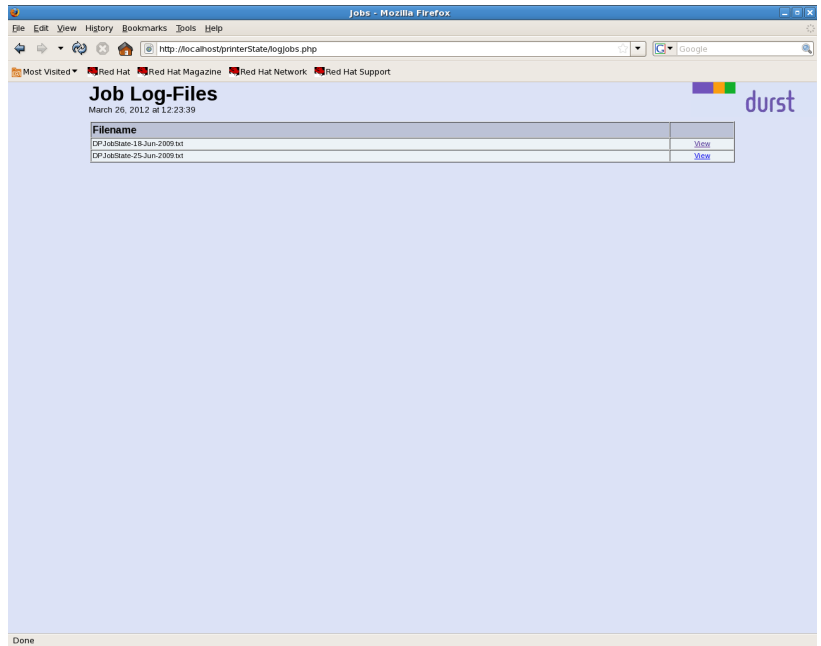 Jobs - Mozilla Firefox
File Edit View History Bookmarks Tools Help
http://localhost/printerState/logJobs.php
G Google
Most Visited Red Hat Red Hat Magazine Red Hat Network Red Hat Support
Job Log-Files
March 26, 2012 at 12:23:39
durst
Filename
DPJobState-18-Jun-2009.txt View
DPJobState-25-Jun-2009.txt View
Done